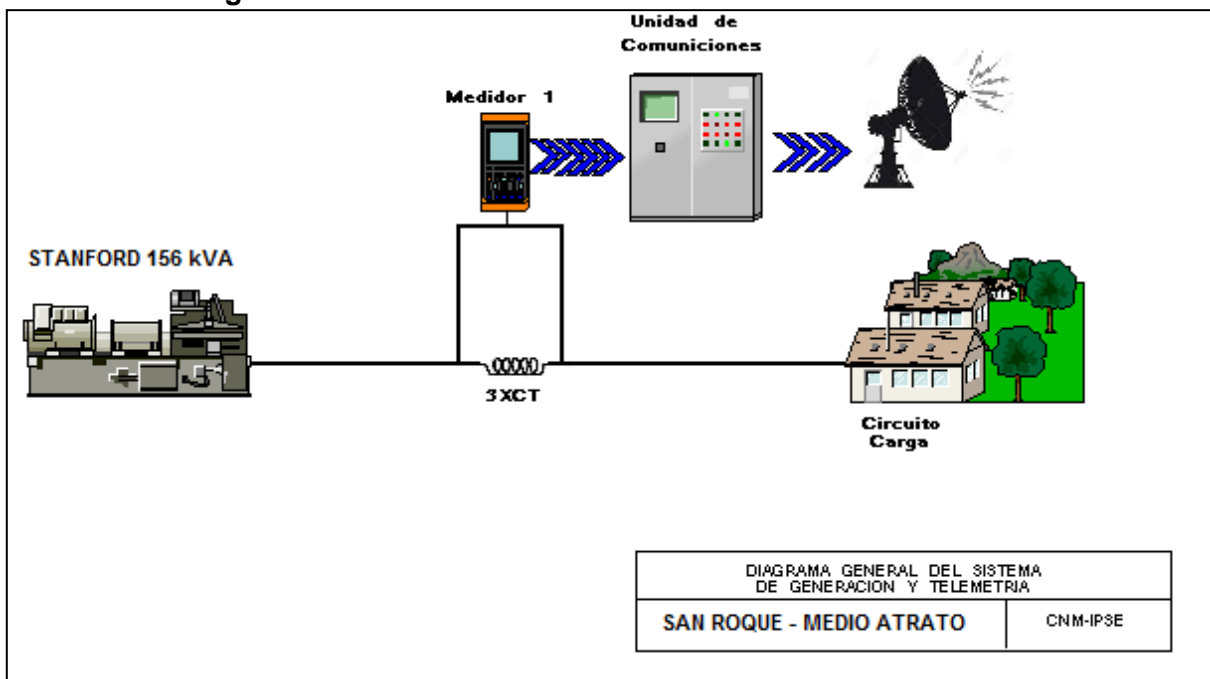 Unidad de
Comuniciones
Medidor 1
STANFORD 156 kVA
3XCT
Circuito
Carga
DIAGRAMA GENERAL DEL SISTEMA
DE GENERACION Y TELEMETRIA
SAN ROQUE - MEDIO ATRATO
CNM-IPSE